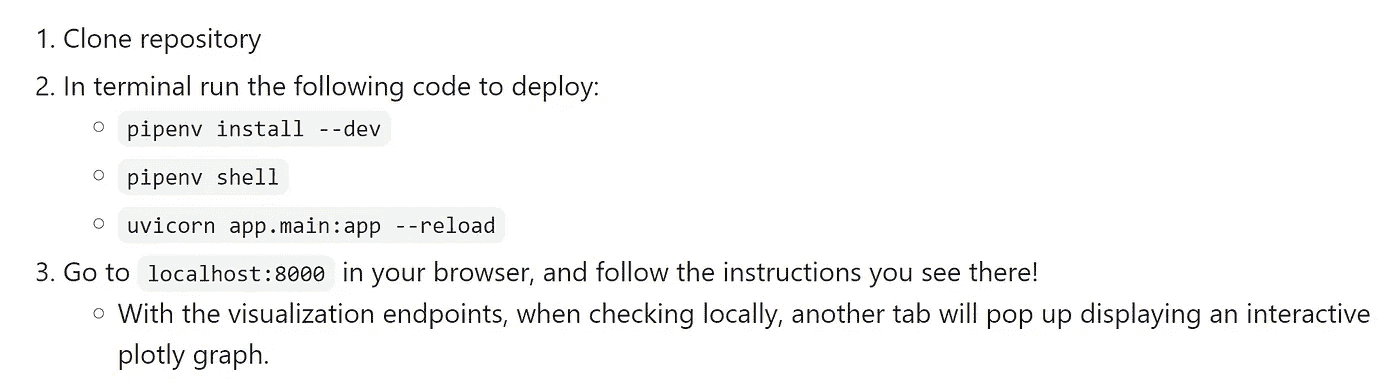 1. Clone repository
2. In terminal run the following code to deploy:
○ pipenv install --dev
○ pipenv shell
○ uvicorn app.main:app --reload
3. Go to localhost:8000 in your browser, and follow the instructions you see there!
○ With the visualization endpoints, when checking locally, another tab will pop up displaying an interactive
plotly graph.